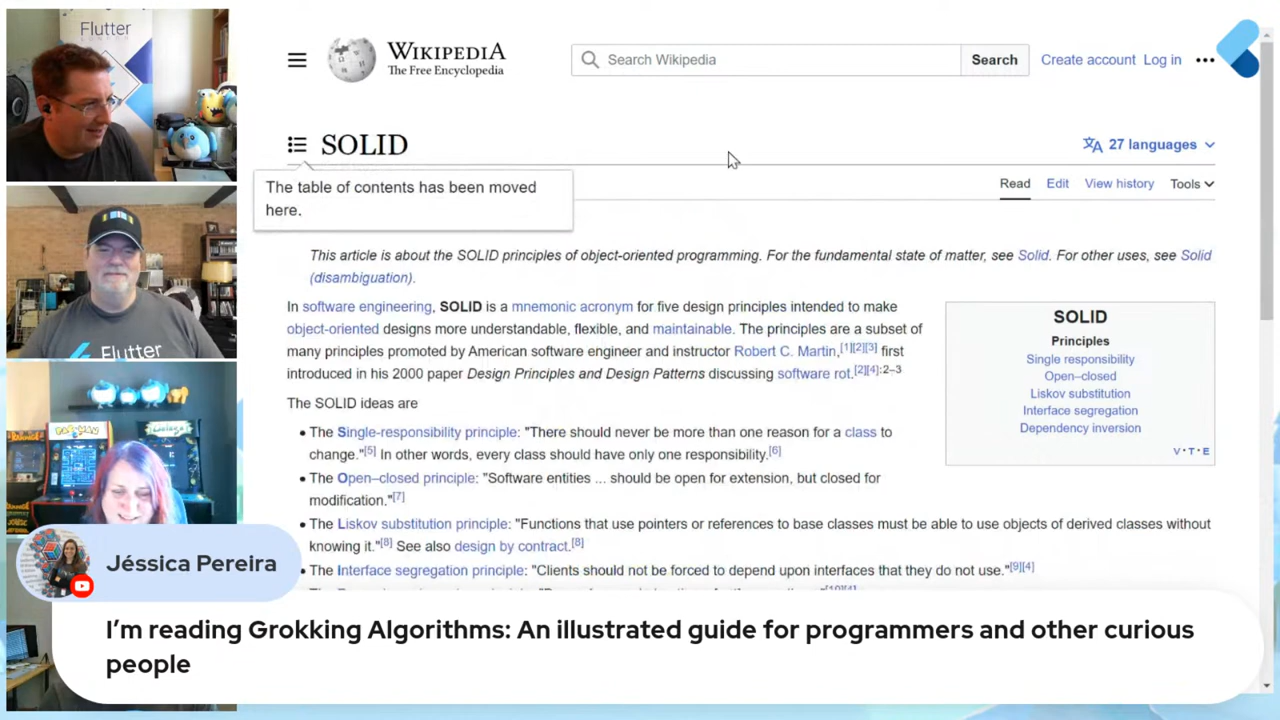 Flutter
LONDON
WIKIPEDIA
The Free Encyclopedia
Search Wikipedia
Search
Create account Log in
SOLID
27 languages
The table of contents has been moved
here.
Read Edit View history Tools
This article is about the SOLID principles of object-oriented programming. For the fundamental state of matter, see Solid. For other uses, see Solid
(disambiguation).
In software engineering, SOLID is a mnemonic acronym for five design principles intended to make
object-oriented designs more understandable, flexible, and maintainable. The principles are a subset of
many principles promoted by American software engineer and instructor Robert C. Martin,[1][2][3] first
introduced in his 2000 paper Design Principles and Design Patterns discussing software rot.[2][4]:2–3
The SOLID ideas are
• The Single-responsibility principle: "There should never be more than one reason for a class to
change."[5] In other words, every class should have only one responsibility.[6]
• The Open–closed principle: "Software entities ... should be open for extension, but closed for
modification."[7]
• The Liskov substitution principle: "Functions that use pointers or references to base classes must be able to use objects of derived classes without
knowing it."[8] See also design by contract.[8]
• The Interface segregation principle: "Clients should not be forced to depend upon interfaces that they do not use."[9][4]
SOLID
Principles
Single responsibility
Open–closed
Liskov substitution
Interface segregation
Dependency inversion
V·T·E
Flutter
PAC-MAN
Galaga
Jéssica Pereira
I'm reading Grokking Algorithms: An illustrated guide for programmers and other curious
people